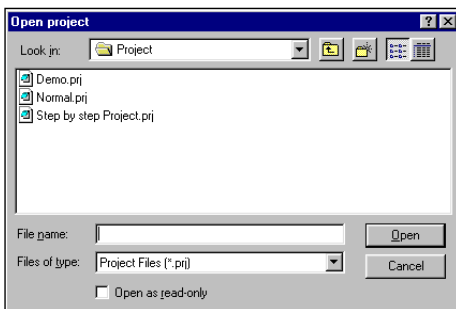 Open project
Look in: Project
Demo.prj
Normal.prj
Step by step Project.prj
File name:
Open
Files of type: Project Files (*.prj)
Cancel
Open as read-only